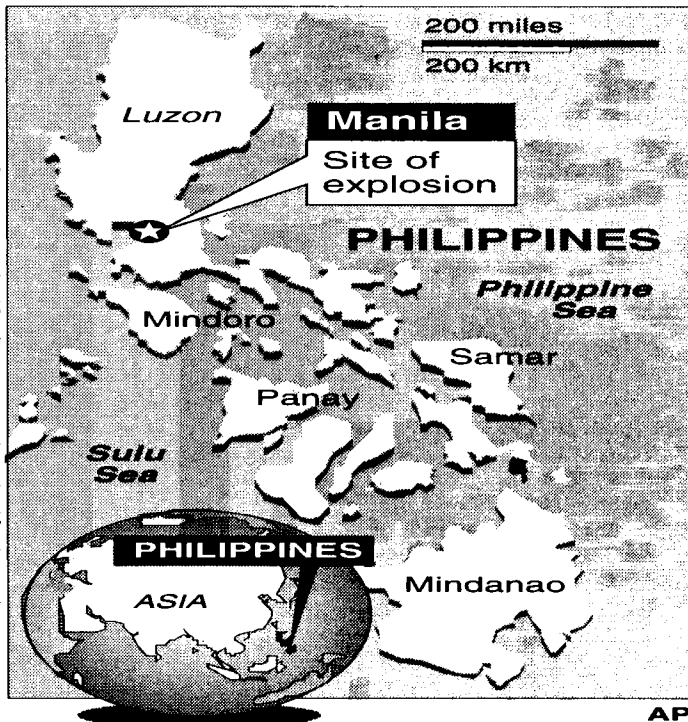 200 miles
200 km
Luzon
Manila
Site of
explosion
PHILIPPINES
Philippine
Sea
Mindoro
Samar
Panay
Sulu
Sea
PHILIPPINES
ASIA
Mindanao
AP